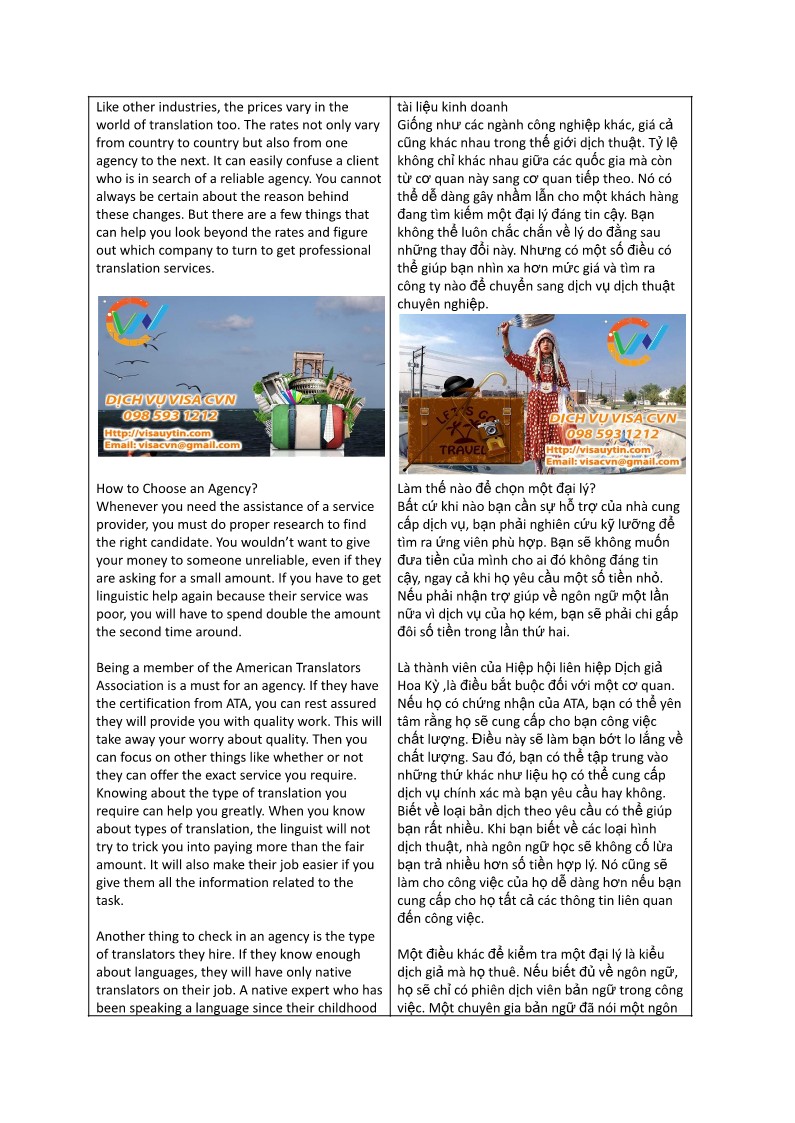 Like other industries, the prices vary in the
world of translation too. The rates not only vary
from country to country but also from one
agency to the next. It can easily confuse a client
who is in search of a reliable agency. You cannot
always be certain about the reason behind
these changes. But there are a few things that
can help you look beyond the rates and figure
out which company to turn to get professional
translation services.
CVN
DỊCH VỤ VISA CVN
098 593 1212
Http://visauytin.com
Email: visacvn@gmail.com
How to Choose an Agency?
Whenever you need the assistance of a service
provider, you must do proper research to find
the right candidate. You wouldn’t want to give
your money to someone unreliable, even if they
are asking for a small amount. If you have to get
linguistic help again because their service was
poor, you will have to spend double the amount
the second time around.
Being a member of the American Translators
Association is a must for an agency. If they have
the certification from ATA, you can rest assured
they will provide you with quality work. This will
take away your worry about quality. Then you
can focus on other things like whether or not
they can offer the exact service you require.
Knowing about the type of translation you
require can help you greatly. When you know
about types of translation, the linguist will not
try to trick you into paying more than the fair
amount. It will also make their job easier if you
give them all the information related to the
task.
Another thing to check in an agency is the type
of translators they hire. If they know enough
about languages, they will have only native
translators on their job. A native expert who has
been speaking a language since their childhood
tài liệu kinh doanh
Giống như các ngành công nghiệp khác, giá cả
cũng khác nhau trong thế giới dịch thuật. Tỷ lệ
không chỉ khác nhau giữa các quốc gia mà còn
từ cơ quan này sang cơ quan tiếp theo. Nó có
thể dễ dàng gây nhầm lẫn cho một khách hàng
đang tìm kiếm một đại lý đáng tin cậy. Bạn
không thể luôn chắc chắn về lý do đằng sau
những thay đổi này. Nhưng có một số điều có
thể giúp bạn nhìn xa hơn mức giá và tìm ra
công ty nào để chuyển sang dịch vụ dịch thuật
chuyên nghiệp.
CVN
LET'S GO
TRAVEL
DỊCH VỤ VISA CVN
098 593 1212
Http://visauytin.com
Email: visacvn@gmail.com
Làm thế nào để chọn một đại lý?
Bất cứ khi nào bạn cần sự hỗ trợ của nhà cung
cấp dịch vụ, bạn phải nghiên cứu kỹ lưỡng để
tìm ra ứng viên phù hợp. Bạn sẽ không muốn
đưa tiền của mình cho ai đó không đáng tin
cậy, ngay cả khi họ yêu cầu một số tiền nhỏ.
Nếu phải nhận trợ giúp về ngôn ngữ một lần
nữa vì dịch vụ của họ kém, bạn sẽ phải chi gấp
đôi số tiền trong lần thứ hai.
Là thành viên của Hiệp hội liên hiệp Dịch giả
Hoa Kỳ ,là điều bắt buộc đối với một cơ quan.
Nếu họ có chứng nhận của ATA, bạn có thể yên
tâm rằng họ sẽ cung cấp cho bạn công việc
chất lượng. Điều này sẽ làm bạn bớt lo lắng về
chất lượng. Sau đó, bạn có thể tập trung vào
những thứ khác như liệu họ có thể cung cấp
dịch vụ chính xác mà bạn yêu cầu hay không.
Biết về loại bản dịch theo yêu cầu có thể giúp
bạn rất nhiều. Khi bạn biết về các loại hình
dịch thuật, nhà ngôn ngữ học sẽ không cố lừa
bạn trả nhiều hơn số tiền hợp lý. Nó cũng sẽ
làm cho công việc của họ dễ dàng hơn nếu bạn
cung cấp cho họ tất cả các thông tin liên quan
đến công việc.
Một điều khác để kiểm tra một đại lý là kiểu
dịch giả mà họ thuê. Nếu biết đủ về ngôn ngữ,
họ sẽ chỉ có phiên dịch viên bản ngữ trong công
việc. Một chuyên gia bản ngữ đã nói một ngôn